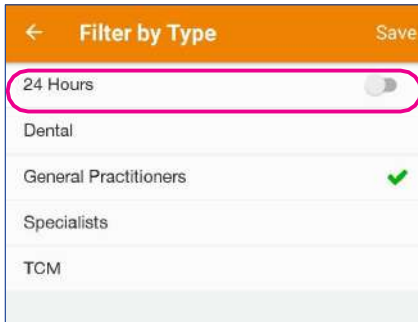 Filter by Type Save
24 Hours
Dental
General Practitioners
Specialists
TCM